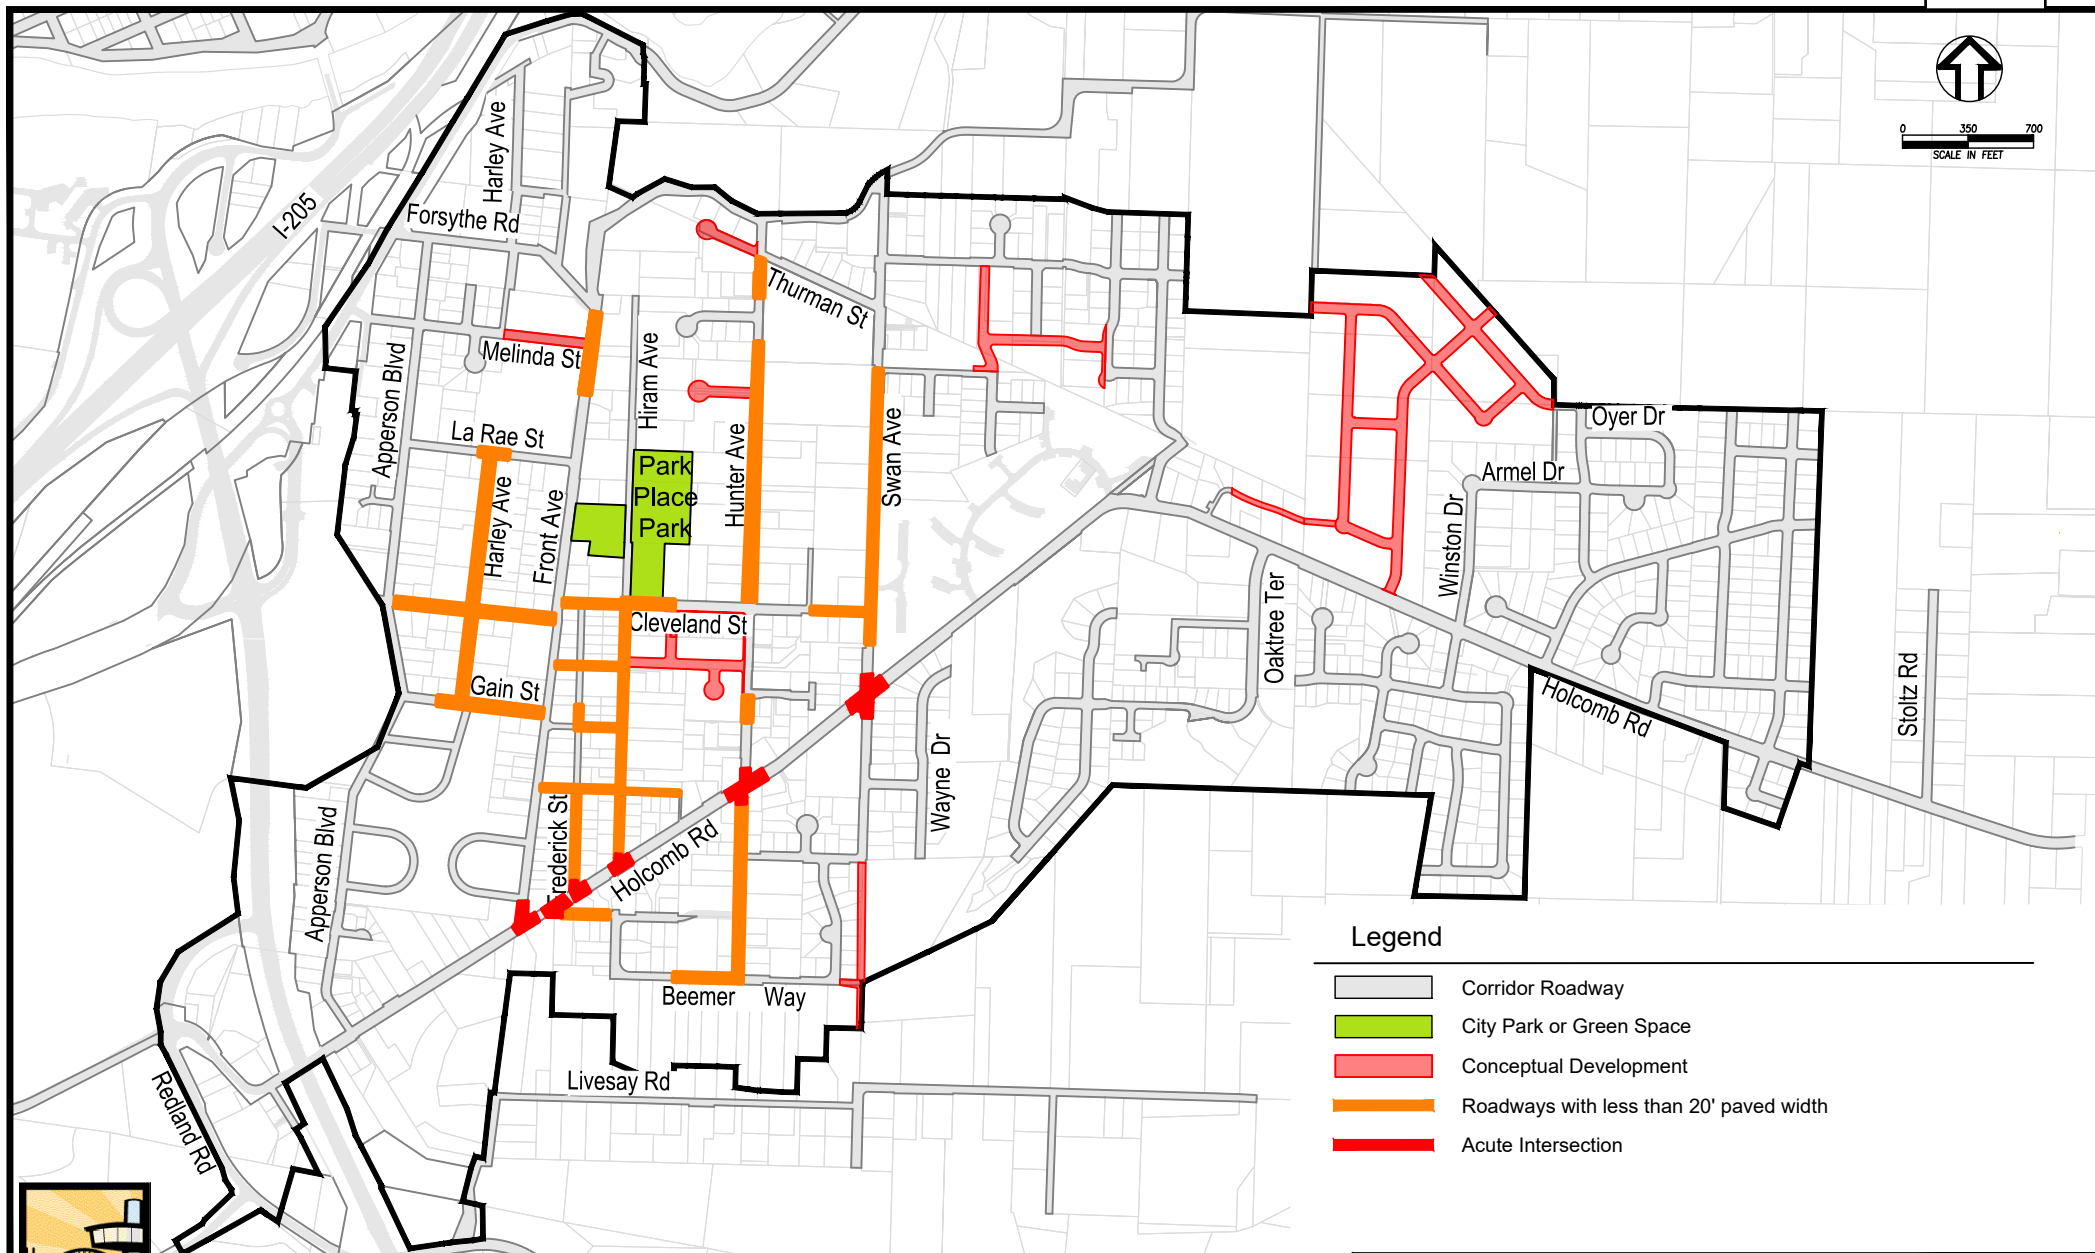 0 350 700
SCALE IN FEET
Harley Ave
Forsythe Rd
I-205
Thurman St
Melinda St
Hiram Ave
Apperson Blvd
La Rae St
Harley Ave
Front Ave
Park
Place
Park
Hunter Ave
Swan Ave
Oyer Dr
Armel Dr
Winston Dr
Oaktree Ter
Cleveland St
Gain St
Holcomb Rd
Stoltz Rd
Wayne Dr
Frederick St
Holcomb Rd
Apperson Blvd
Beemer Way
Livesay Rd
Redland Rd
Legend
Corridor Roadway
City Park or Green Space
Conceptual Development
Roadways with less than 20' paved width
Acute Intersection